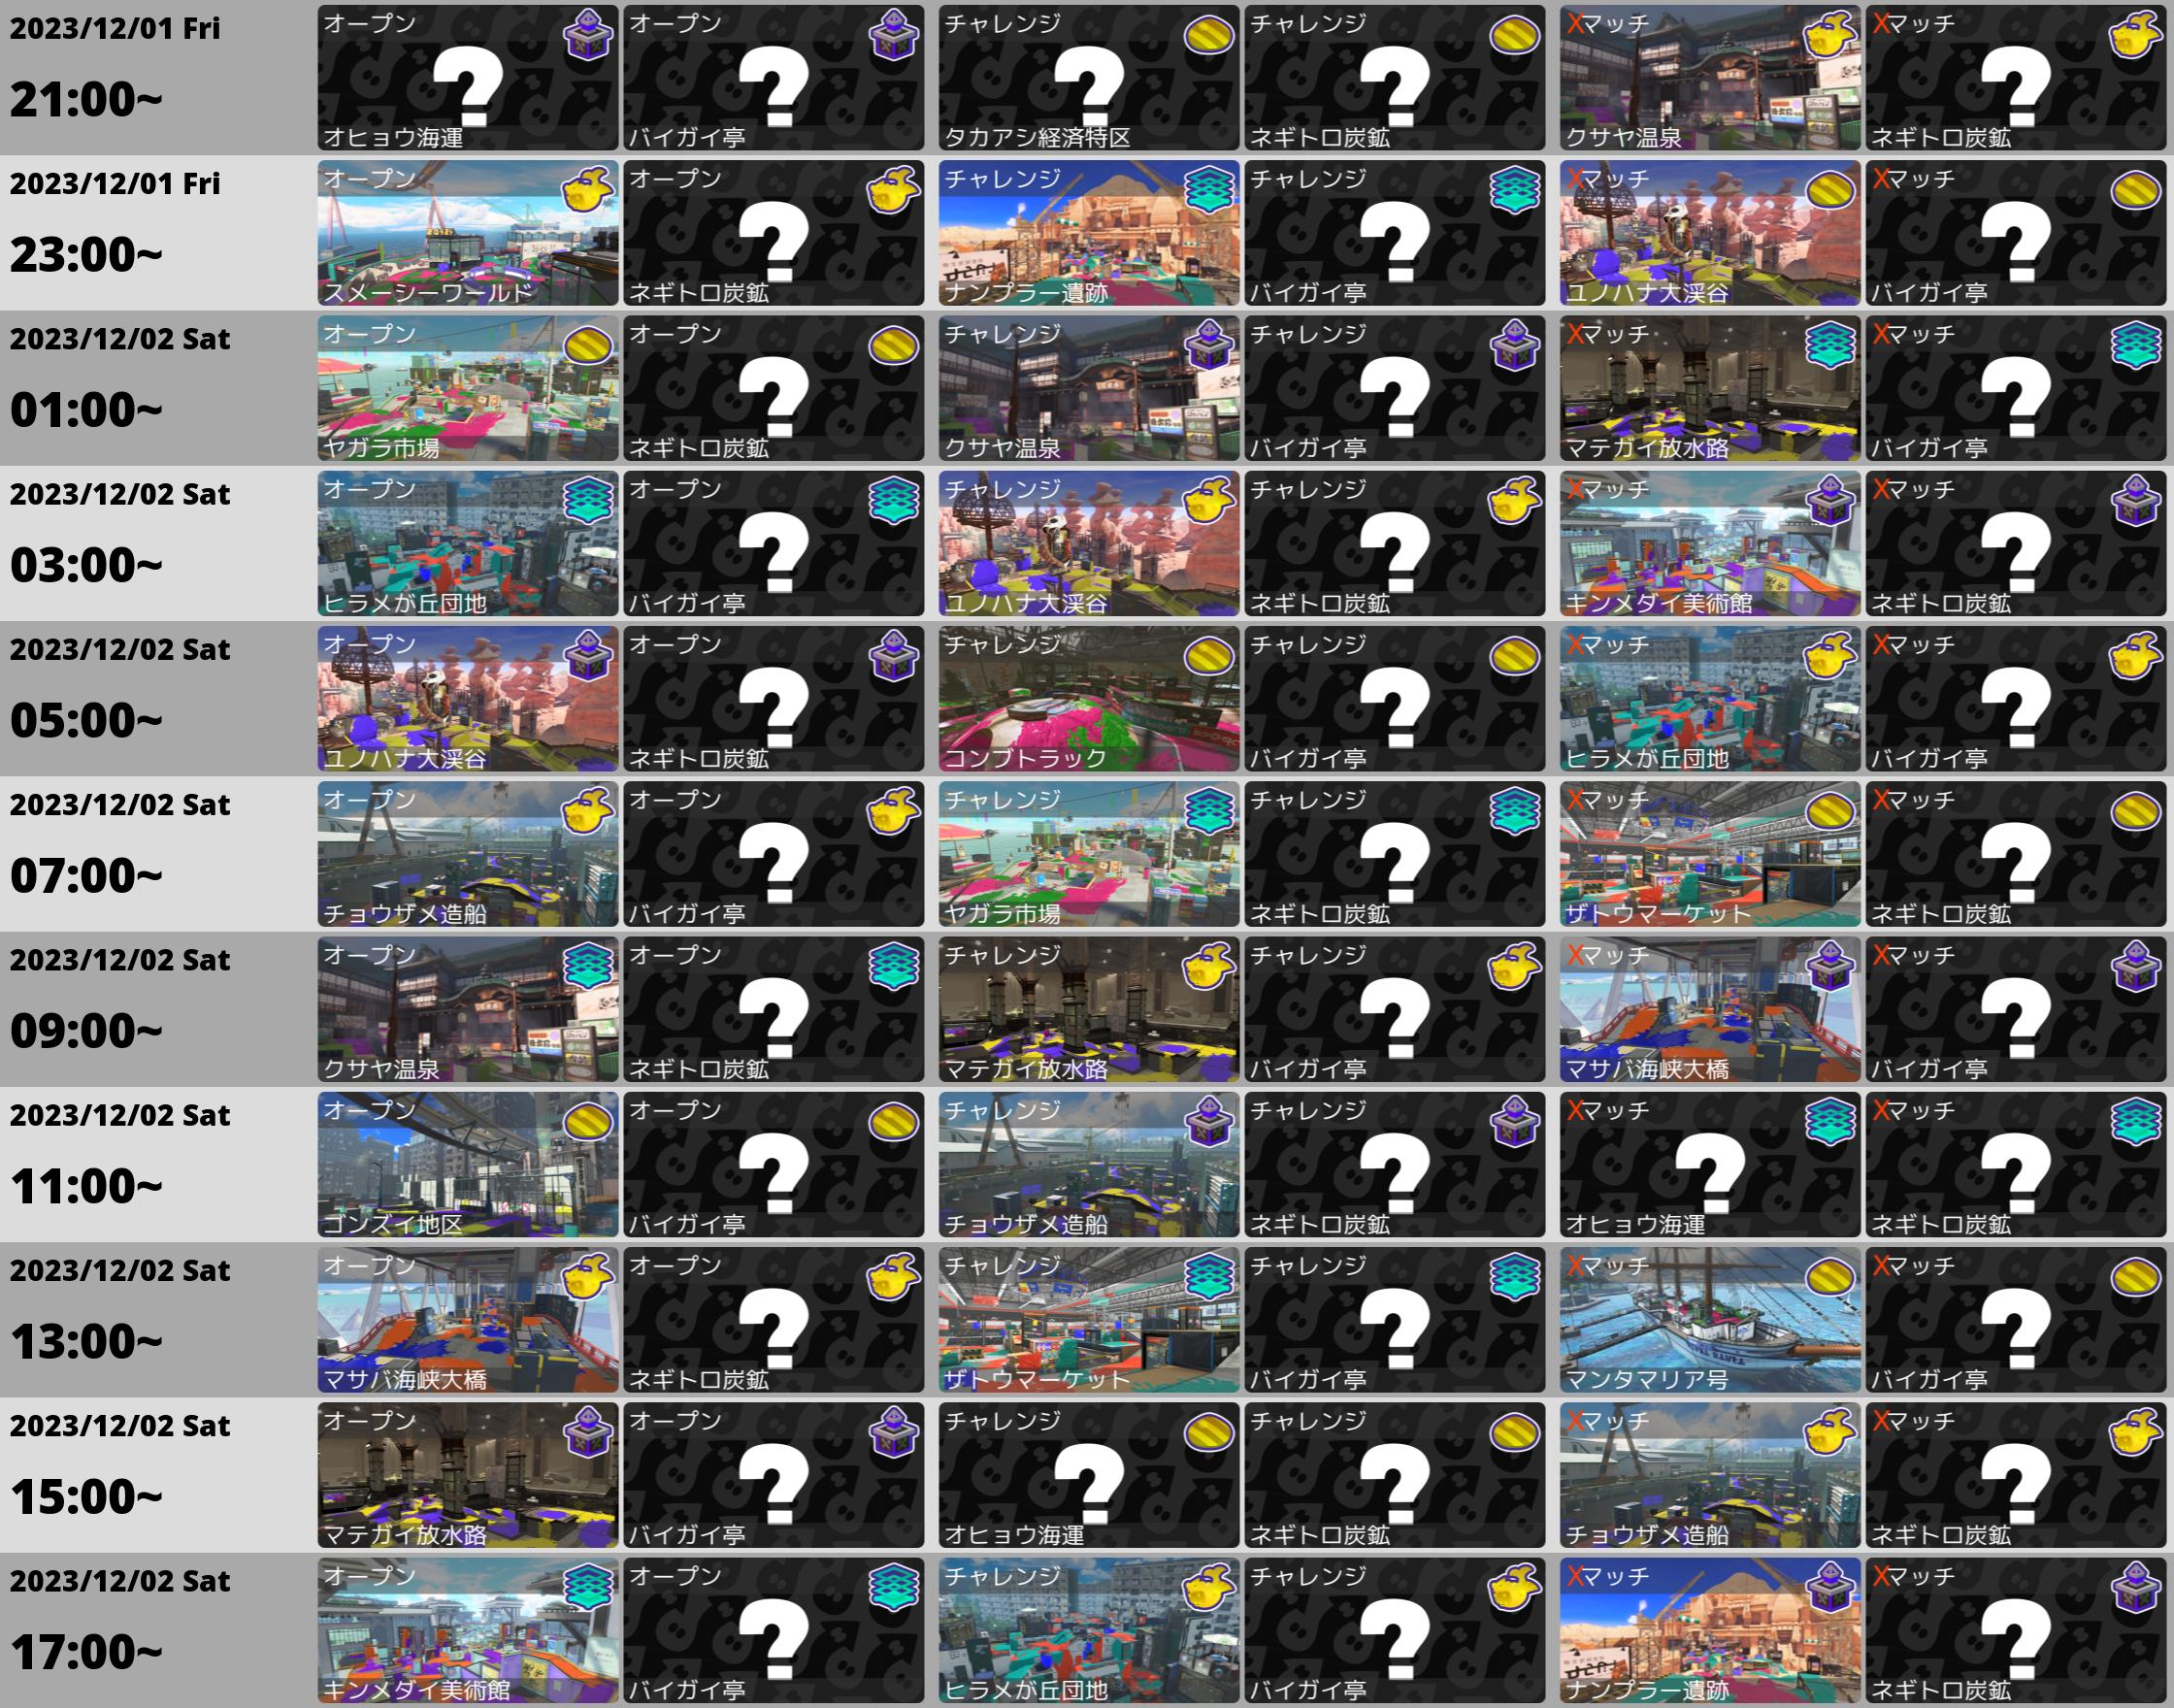 2023/12/01 Fri
21:00~
オープン
オヒョウ海運
オープン
バイガイ亭
チャレンジ
タカアシ経済特区
チャレンジ
ネギトロ炭鉱
Xマッチ
クサヤ温泉
Xマッチ
ネギトロ炭鉱
2023/12/01 Fri
23:00~
オープン
スメーシーワールド
オープン
ネギトロ炭鉱
チャレンジ
ナンプラー遺跡
チャレンジ
バイガイ亭
Xマッチ
ユノハナ大渓谷
Xマッチ
バイガイ亭
2023/12/02 Sat
01:00~
オープン
ヤガラ市場
オープン
ネギトロ炭鉱
チャレンジ
クサヤ温泉
チャレンジ
バイガイ亭
Xマッチ
マテガイ放水路
Xマッチ
バイガイ亭
2023/12/02 Sat
03:00~
オープン
ヒラメが丘団地
オープン
バイガイ亭
チャレンジ
ユノハナ大渓谷
チャレンジ
ネギトロ炭鉱
Xマッチ
キンメダイ美術館
Xマッチ
ネギトロ炭鉱
2023/12/02 Sat
05:00~
オープン
ユノハナ大渓谷
オープン
ネギトロ炭鉱
チャレンジ
コンブトラック
チャレンジ
バイガイ亭
Xマッチ
ヒラメが丘団地
Xマッチ
バイガイ亭
2023/12/02 Sat
07:00~
オープン
チョウザメ造船
オープン
バイガイ亭
チャレンジ
ヤガラ市場
チャレンジ
ネギトロ炭鉱
Xマッチ
ザトウマーケット
Xマッチ
ネギトロ炭鉱
2023/12/02 Sat
09:00~
オープン
クサヤ温泉
オープン
ネギトロ炭鉱
チャレンジ
マテガイ放水路
チャレンジ
バイガイ亭
Xマッチ
マサバ海峡大橋
Xマッチ
バイガイ亭
2023/12/02 Sat
11:00~
オープン
ゴンズイ地区
オープン
バイガイ亭
チャレンジ
チョウザメ造船
チャレンジ
ネギトロ炭鉱
Xマッチ
オヒョウ海運
Xマッチ
ネギトロ炭鉱
2023/12/02 Sat
13:00~
オープン
マサバ海峡大橋
オープン
ネギトロ炭鉱
チャレンジ
ザトウマーケット
チャレンジ
バイガイ亭
Xマッチ
マンタマリア号
Xマッチ
バイガイ亭
2023/12/02 Sat
15:00~
オープン
マテガイ放水路
オープン
バイガイ亭
チャレンジ
オヒョウ海運
チャレンジ
ネギトロ炭鉱
Xマッチ
チョウザメ造船
Xマッチ
ネギトロ炭鉱
2023/12/02 Sat
17:00~
オープン
キンメダイ美術館
オープン
バイガイ亭
チャレンジ
ヒラメが丘団地
チャレンジ
バイガイ亭
Xマッチ
ナンプラー遺跡
Xマッチ
ネギトロ炭鉱